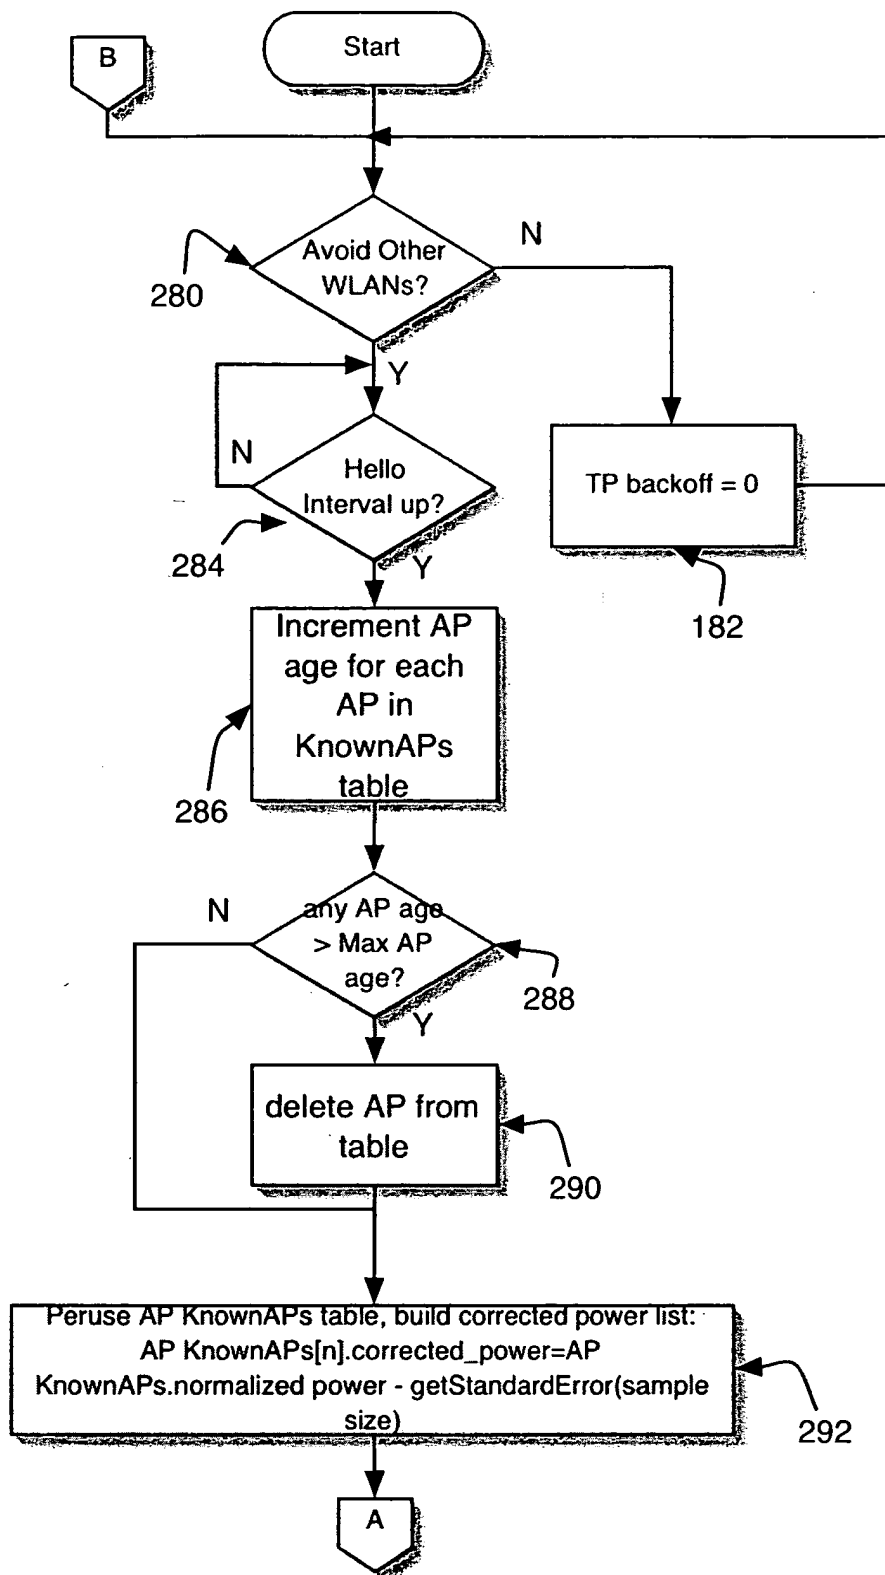 B
Start
Avoid Other
WLANs?
N
280
Y
Hello
Interval up?
N
284
Y
TP backoff = 0
182
Increment AP
age for each
AP in
KnownAPs
table
286
any AP age
> Max AP
age?
N
288
Y
delete AP from
table
290
Peruse AP KnownAPs table, build corrected power list:
AP KnownAPs[n].corrected_power=AP
KnownAPs.normalized power - getStandardError(sample
size)
292
A